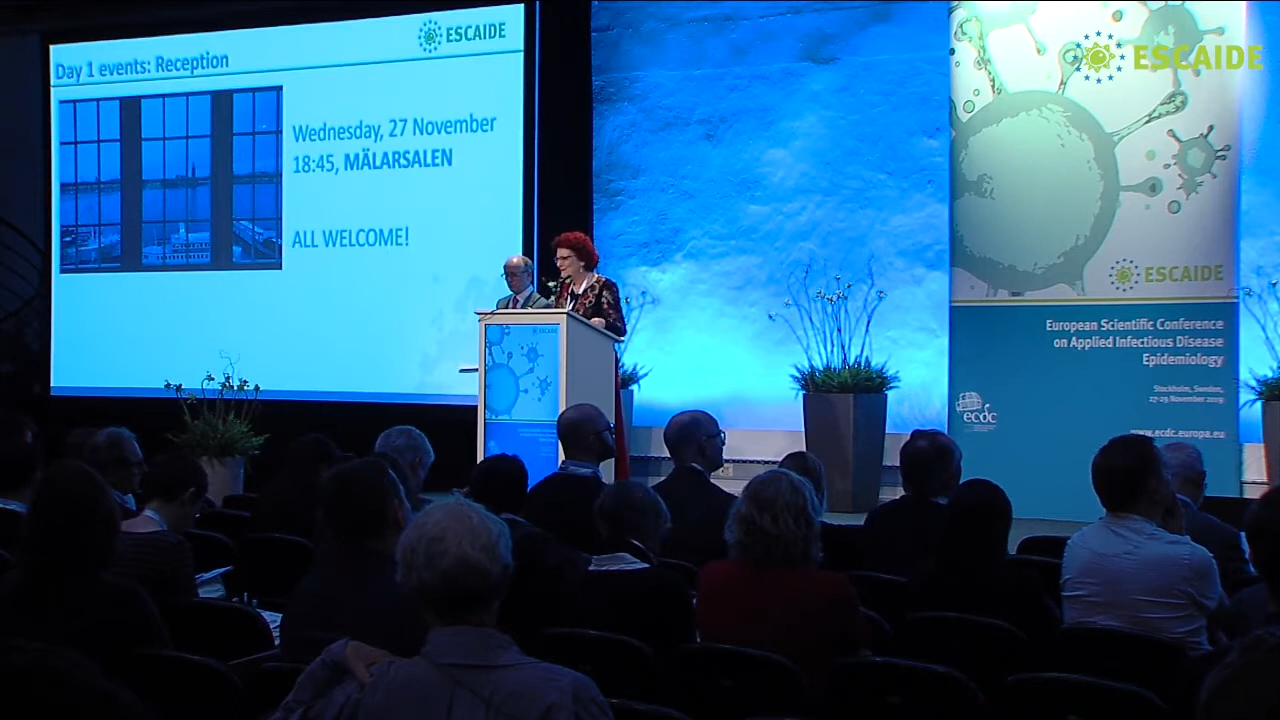 ESCAIDE
Day 1 events: Reception
Wednesday, 27 November
18:45, MÄLARSALEN
ALL WELCOME!
ESCAIDE
ESCAIDE
ESCAIDE
European Scientific Conference
on Applied Infectious Disease
Epidemiology
Stockholm, Sweden,
27-29 November 2019
ecdc
www.ecdc.europa.eu